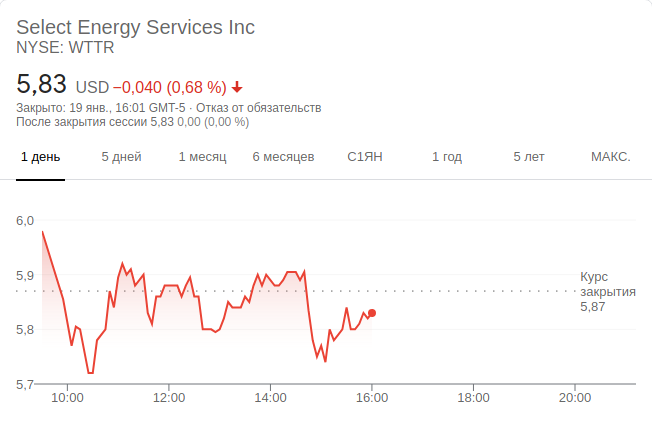 Select Energy Services Inc
NYSE: WTTR
5,83 USD −0,040 (0,68 %)
Закрыто: 19 янв., 16:01 GMT-5 · Отказ от обязательств
После закрытия сессии 5,83 0,00 (0,00 %)
1 день 5 дней 1 месяц 6 месяцев С1ЯН 1 год 5 лет МАКС.
6,0
5,9
Курс
закрытия
5,87
5,8
5,7
10:00 12:00 14:00 16:00 18:00 20:00